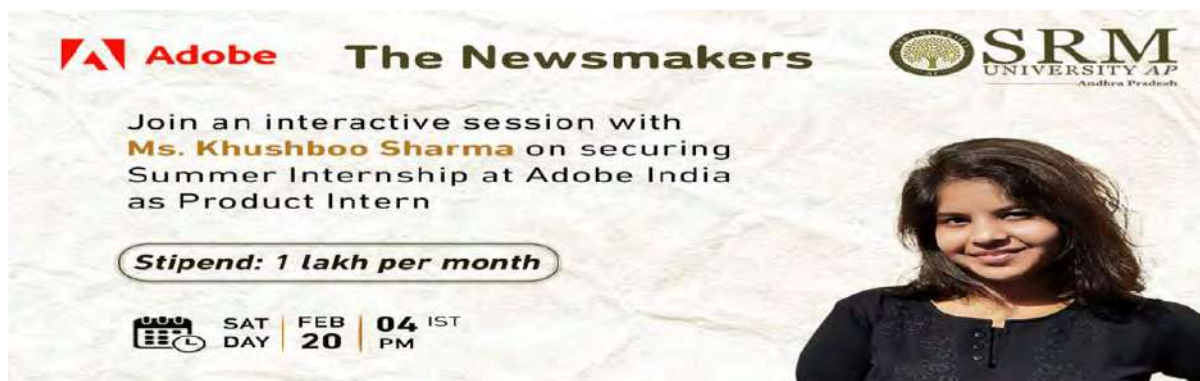 Adobe
The Newsmakers
SRM
UNIVERSITY AP
Andhra Pradesh
Join an interactive session with
Ms. Khushboo Sharma on securing
Summer Internship at Adobe India
as Product Intern
Stipend: 1 lakh per month
SAT FEB 04 IST
DAY 20 PM